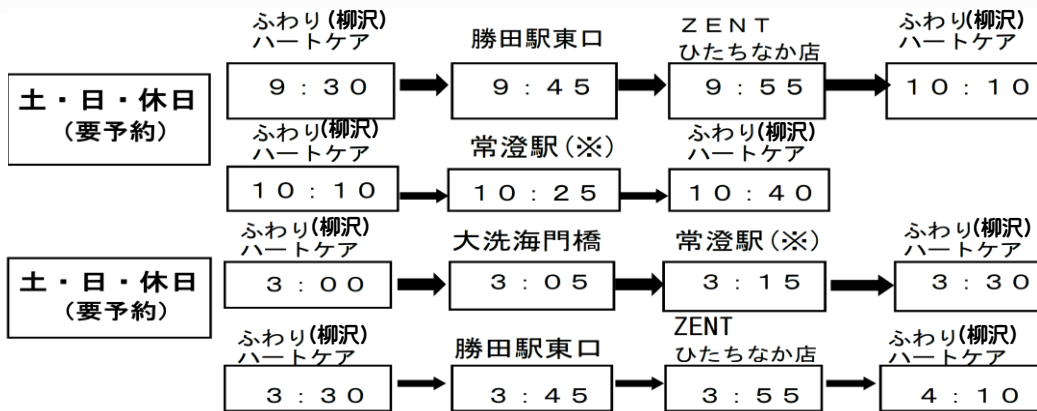 ふわり(柳沢)
ハートケア
勝田駅東口
ZENT
ひたちなか店
ふわり(柳沢)
ハートケア
土・日・休日
(要予約)
9:30
9:45
9:55
10:10
ふわり(柳沢)
ハートケア
常澄駅(※)
ふわり(柳沢)
ハートケア
10:10
10:25
10:40
ふわり(柳沢)
ハートケア
大洗海門橋
常澄駅(※)
ふわり(柳沢)
ハートケア
土・日・休日
(要予約)
3:00
3:05
3:15
3:30
ふわり(柳沢)
ハートケア
勝田駅東口
ZENT
ひたちなか店
ふわり(柳沢)
ハートケア
3:30
3:45
3:55
4:10